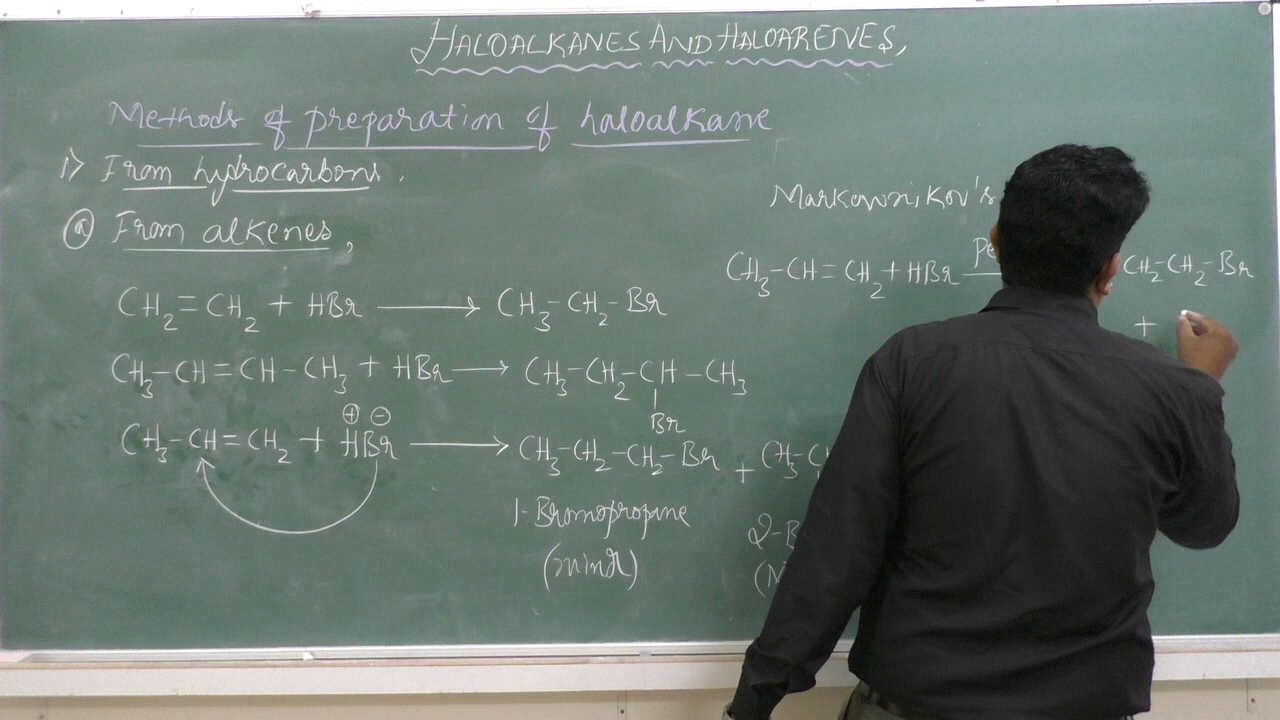 HALOALKANES AND HALOARENES,
Methods of preparation of haloalkane
1) From hydrocarbons.
(a) From alkenes,
CH₂=CH₂ + HBr ⟶ CH₃-CH₂-Br
CH₃-CH=CH-CH₃ + HBr ⟶ CH₃-CH₂-CH-CH₃
Br
⊕ ⊖
CH₃-CH=CH₂ + HBr ⟶ CH₃-CH₂-CH₂-Br + CH₃-
1-Bromopropane
(minor)
2-B
(
Markownikov's
Pe
CH₃-CH=CH₂+HBr CH₂-CH₂-Br
+